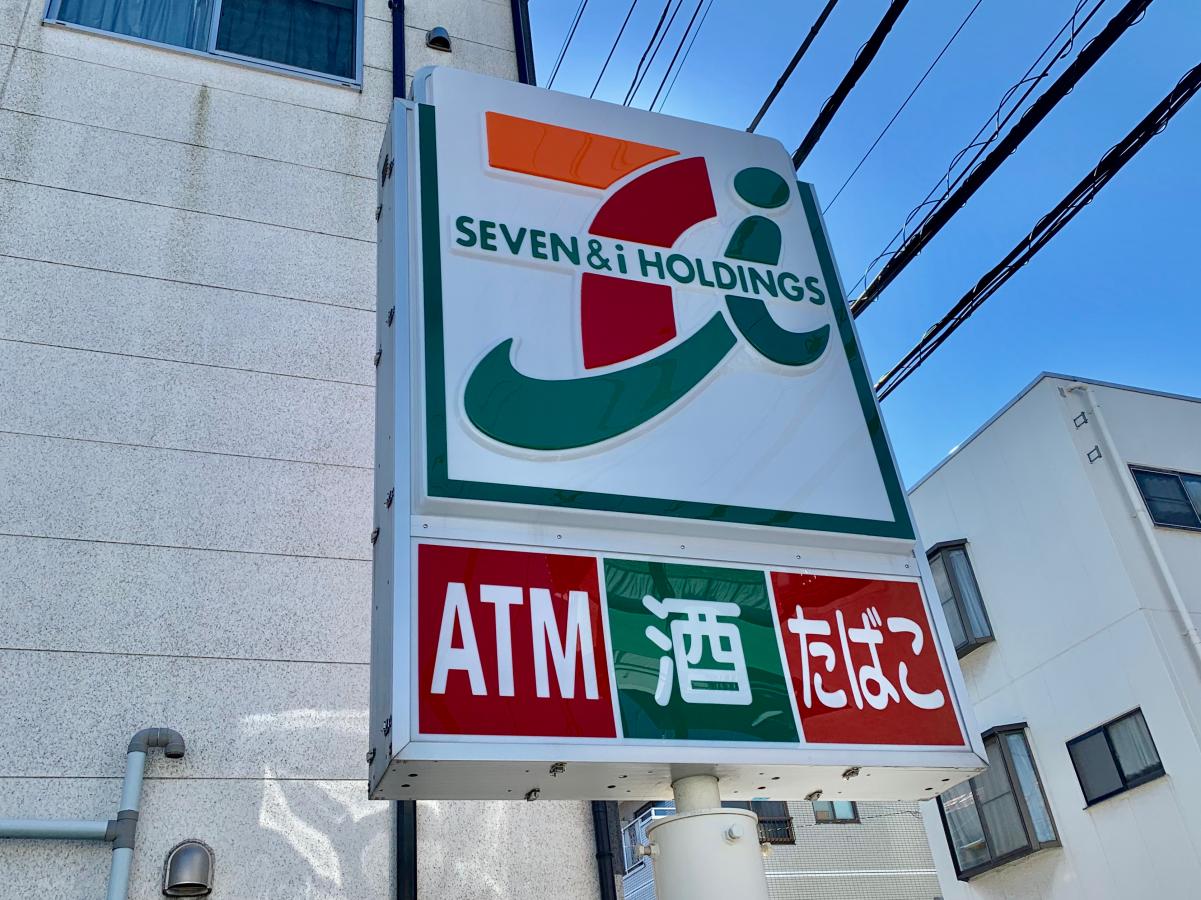 SEVEN&i HOLDINGS
ATM 酒 たばこ